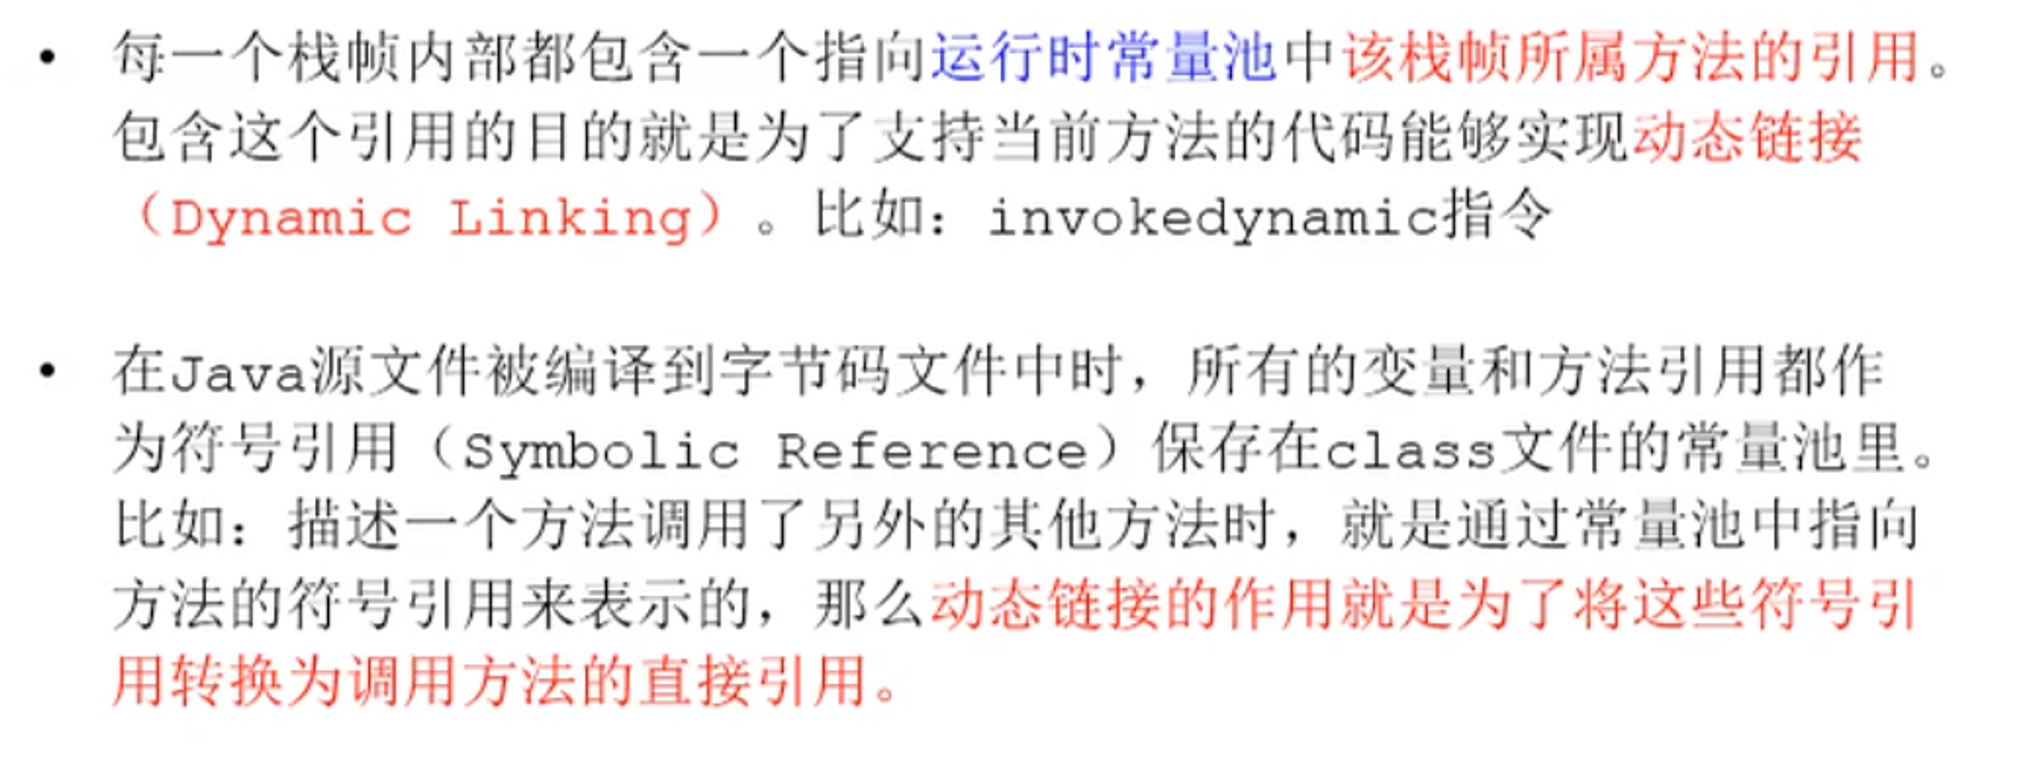 • 每一个栈帧内部都包含一个指向运行时常量池中该栈帧所属方法的引用。
包含这个引用的目的就是为了支持当前方法的代码能够实现动态链接
（Dynamic Linking）。比如：invokedynamic指令
• 在Java源文件被编译到字节码文件中时，所有的变量和方法引用都作
为符号引用（Symbolic Reference）保存在class文件的常量池里。
比如：描述一个方法调用了另外的其他方法时，就是通过常量池中指向
方法的符号引用来表示的，那么动态链接的作用就是为了将这些符号引
用转换为调用方法的直接引用。